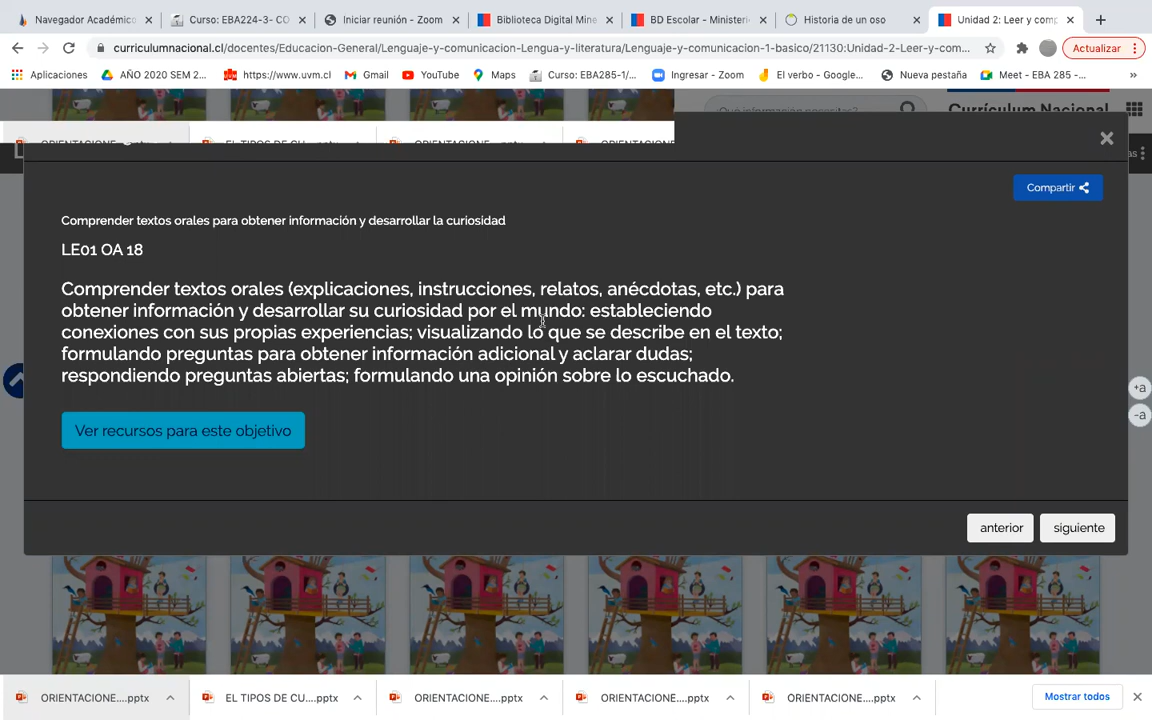 Navegador Académico
Curso: EBA224-3- CO
Iniciar reunión - Zoom
Biblioteca Digital Mine
BD Escolar - Ministeri
Historia de un oso
Unidad 2: Leer y comp
curriculumnacional.cl/docentes/Educacion-General/Lenguaje-y-comunicacion-Lengua-y-literatura/Lenguaje-y-comunicacion-1-basico/21130:Unidad-2-Leer-y-com...
Actualizar
Aplicaciones
AÑO 2020 SEM 2...
https://www.uvm.cl
Gmail
YouTube
Maps
Curso: EBA285-1/...
Ingresar - Zoom
El verbo - Google...
Nueva pestaña
Meet - EBA 285 -...
¿Qué información necesitas?
Currículum Nacional
Compartir
Comprender textos orales para obtener información y desarrollar la curiosidad
LE01 OA 18
Comprender textos orales (explicaciones, instrucciones, relatos, anécdotas, etc.) para
obtener información y desarrollar su curiosidad por el mundo: estableciendo
conexiones con sus propias experiencias; visualizando lo que se describe en el texto;
formulando preguntas para obtener información adicional y aclarar dudas;
respondiendo preguntas abiertas; formulando una opinión sobre lo escuchado.
+a
-a
Ver recursos para este objetivo
anterior
siguiente
ORIENTACIONE....pptx
EL TIPOS DE CU....pptx
ORIENTACIONE....pptx
ORIENTACIONE....pptx
ORIENTACIONE....pptx
Mostrar todos